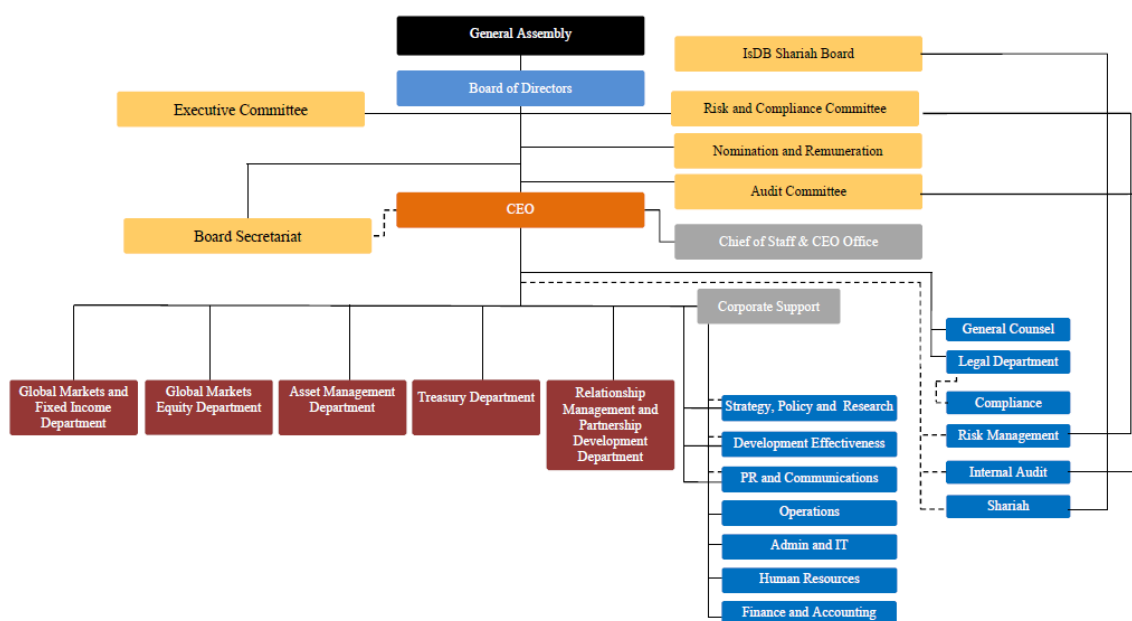 General Assembly
IsDB Shariah Board
Board of Directors
Executive Committee
Risk and Compliance Committee
Nomination and Remuneration
Audit Committee
CEO
Board Secretariat
Chief of Staff & CEO Office
Corporate Support
General Counsel
Legal Department
Compliance
Risk Management
Internal Audit
Shariah
Global Markets and
Fixed Income
Department
Global Markets
Equity Department
Asset Management
Department
Treasury Department
Relationship
Management and
Partnership
Development
Department
Strategy, Policy and Research
Development Effectiveness
PR and Communications
Operations
Admin and IT
Human Resources
Finance and Accounting